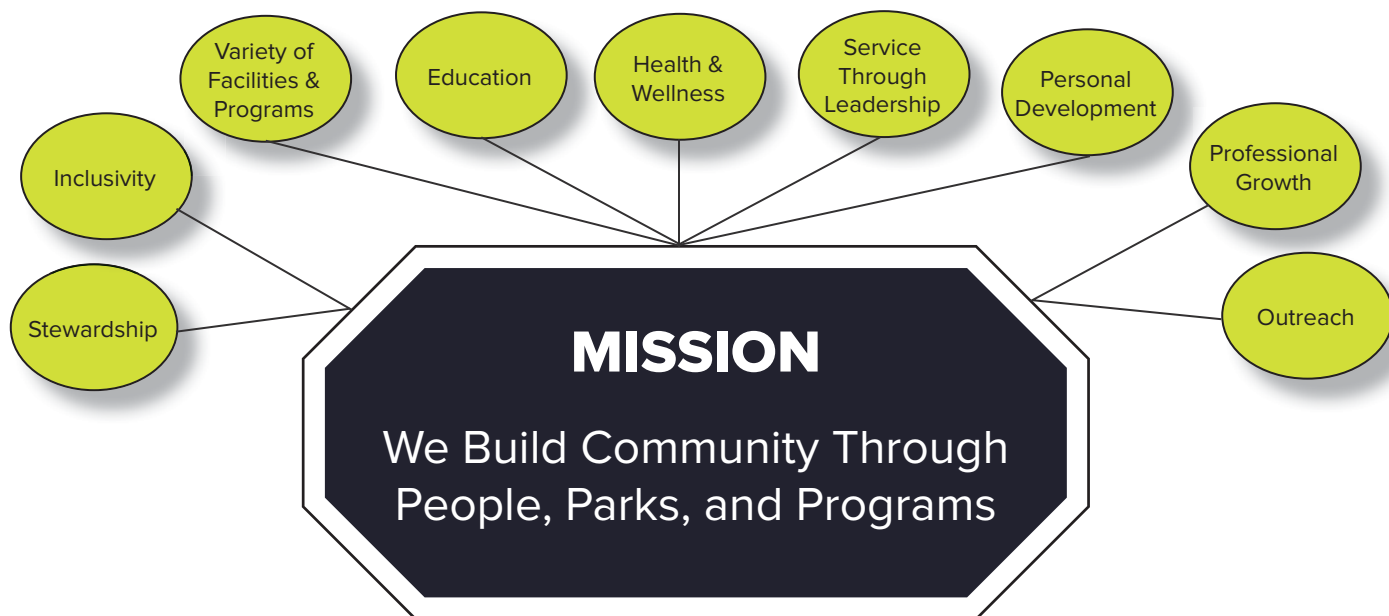 Variety of
Facilities &
Programs
Education
Health &
Wellness
Service
Through
Leadership
Personal
Development
Inclusivity
Professional
Growth
Stewardship
Outreach
MISSION
We Build Community Through
People, Parks, and Programs